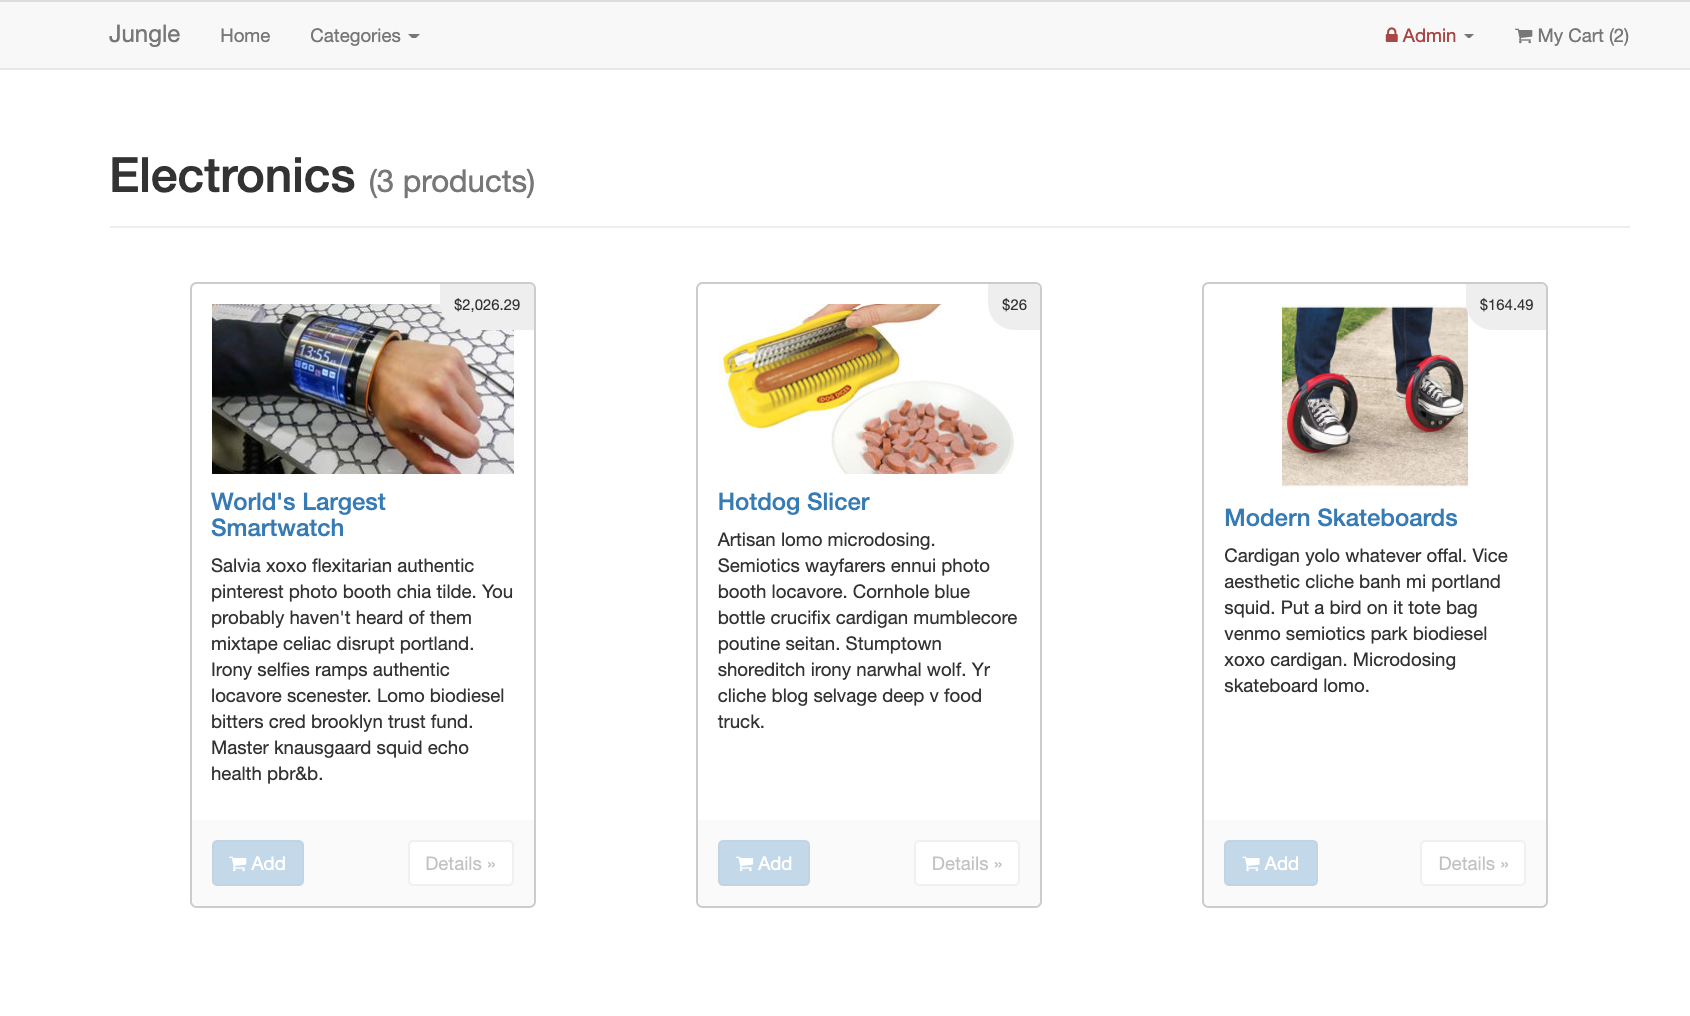 Jungle Home Categories Admin My Cart (2)
Electronics (3 products)
$2,026.29
13:55
World's Largest
Smartwatch
Salvia xoxo flexitarian authentic
pinterest photo booth chia tilde. You
probably haven't heard of them
mixtape celiac disrupt portland.
Irony selfies ramps authentic
locavore scenester. Lomo biodiesel
bitters cred brooklyn trust fund.
Master knausgaard squid echo
health pbr&b.
Add Details »
$26
Hotdog Slicer
Artisan lomo microdosing.
Semiotics wayfarers ennui photo
booth locavore. Cornhole blue
bottle crucifix cardigan mumblecore
poutine seitan. Stumptown
shoreditch irony narwhal wolf. Yr
cliche blog selvage deep v food
truck.
Add Details »
$164.49
Modern Skateboards
Cardigan yolo whatever offal. Vice
aesthetic cliche banh mi portland
squid. Put a bird on it tote bag
venmo semiotics park biodiesel
xoxo cardigan. Microdosing
skateboard lomo.
Add Details »